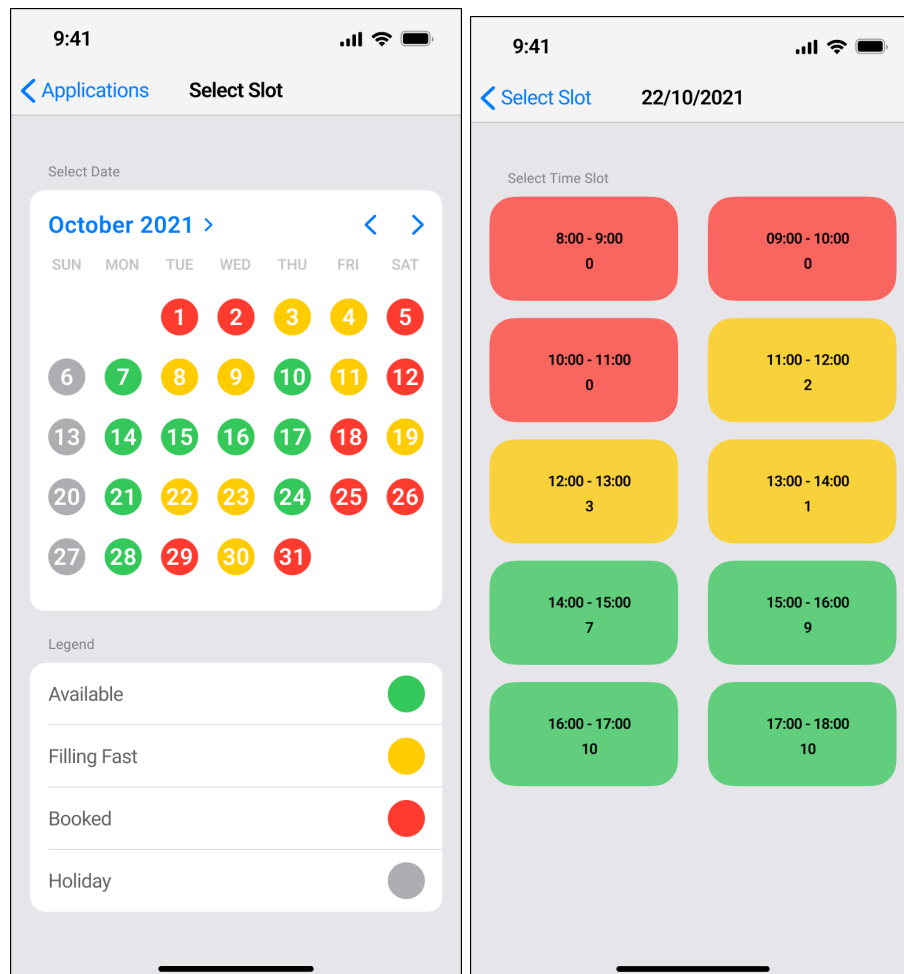 9:41
Applications
Select Slot
Select Date
October 2021
SUN MON TUE WED THU FRI SAT
1 2 3 4 5
6 7 8 9 10 11 12
13 14 15 16 17 18 19
20 21 22 23 24 25 26
27 28 29 30 31
Legend
Available
Filling Fast
Booked
Holiday
9:41
Select Slot
22/10/2021
Select Time Slot
8:00 - 9:00
0
09:00 - 10:00
0
10:00 - 11:00
0
11:00 - 12:00
2
12:00 - 13:00
3
13:00 - 14:00
1
14:00 - 15:00
7
15:00 - 16:00
9
16:00 - 17:00
10
17:00 - 18:00
10